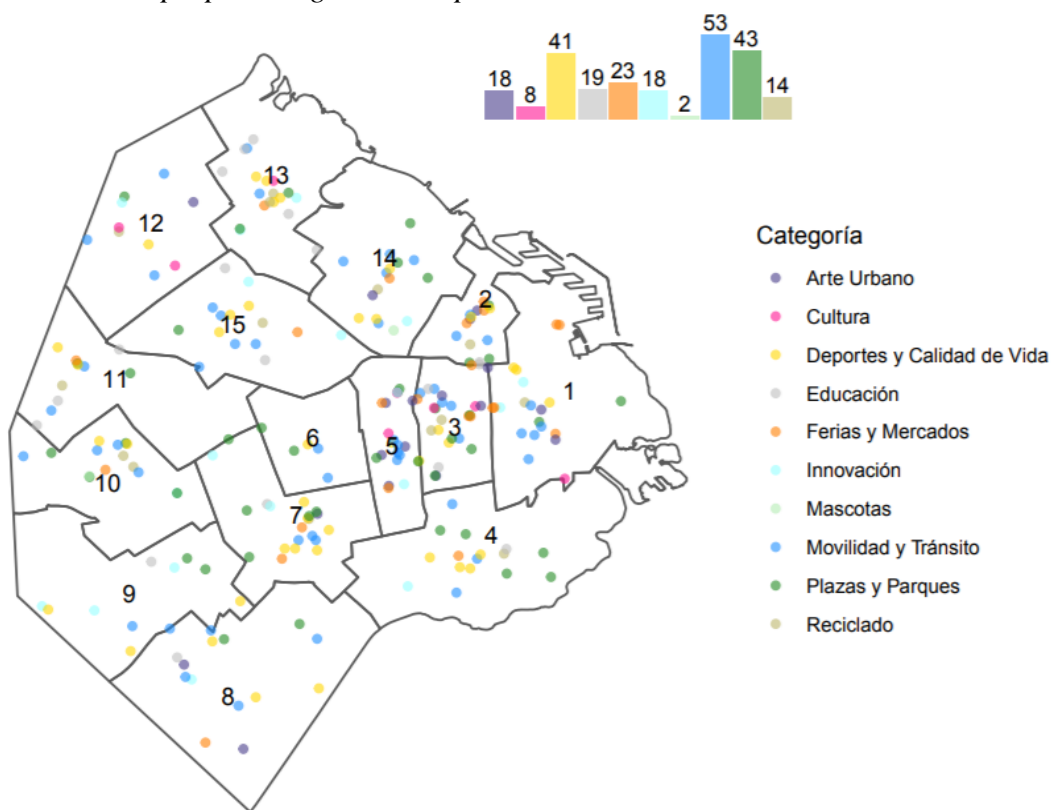 53
41
43
18
19
23
18
14
8
2
13
12
14
2
15
11
1
3
6
5
10
7
4
9
8
Categoría
Arte Urbano
Cultura
Deportes y Calidad de Vida
Educación
Ferias y Mercados
Innovación
Mascotas
Movilidad y Tránsito
Plazas y Parques
Reciclado